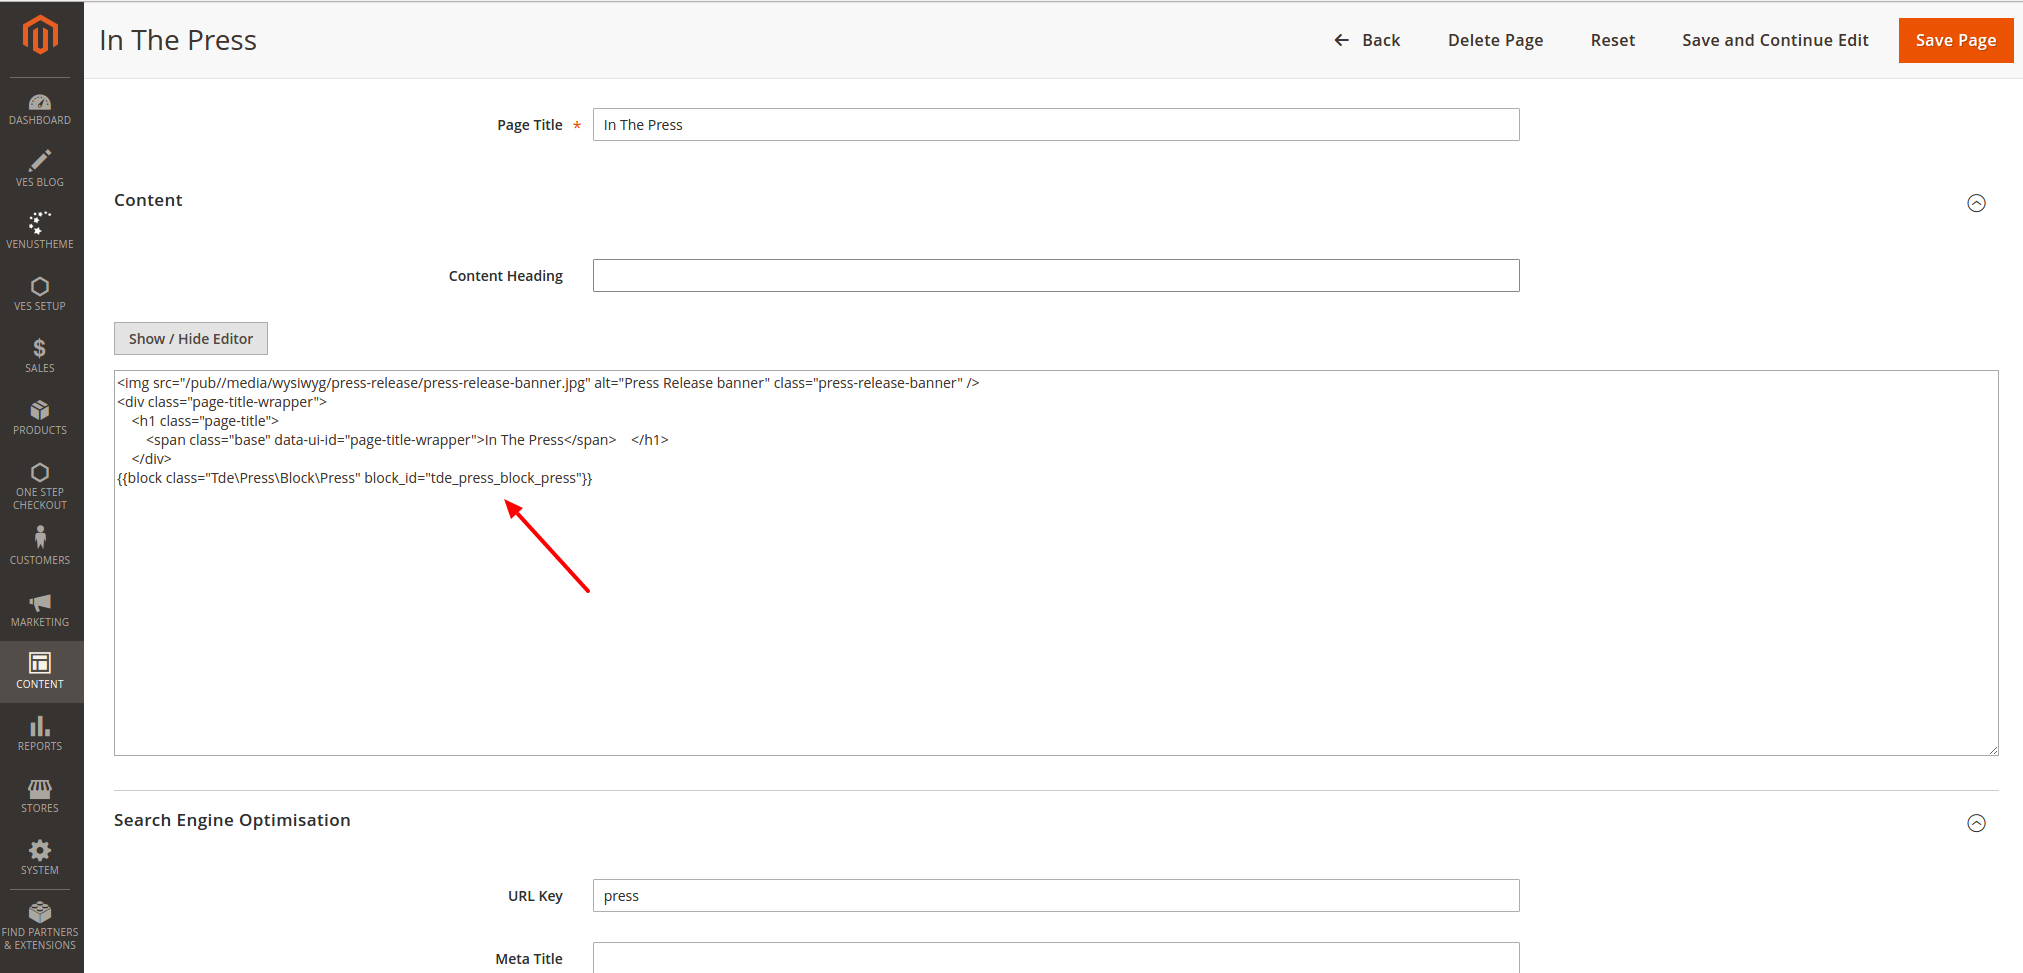 In The Press
Back
Delete Page
Reset
Save and Continue Edit
Save Page
DASHBOARD
VES BLOG
VENUSTHEME
VES SETUP
SALES
PRODUCTS
ONE STEP
CHECKOUT
CUSTOMERS
MARKETING
CONTENT
REPORTS
STORES
SYSTEM
FIND PARTNERS
& EXTENSIONS
Page Title *
In The Press
Content
Content Heading
Show / Hide Editor
<img src="/pub//media/wysiwyg/press-release/press-release-banner.jpg" alt="Press Release banner" class="press-release-banner" />
<div class="page-title-wrapper">
<h1 class="page-title">
<span class="base" data-ui-id="page-title-wrapper">In The Press</span> </h1>
</div>
{{block class="Tde\Press\Block\Press" block_id="tde_press_block_press"}}
Search Engine Optimisation
URL Key
press
Meta Title